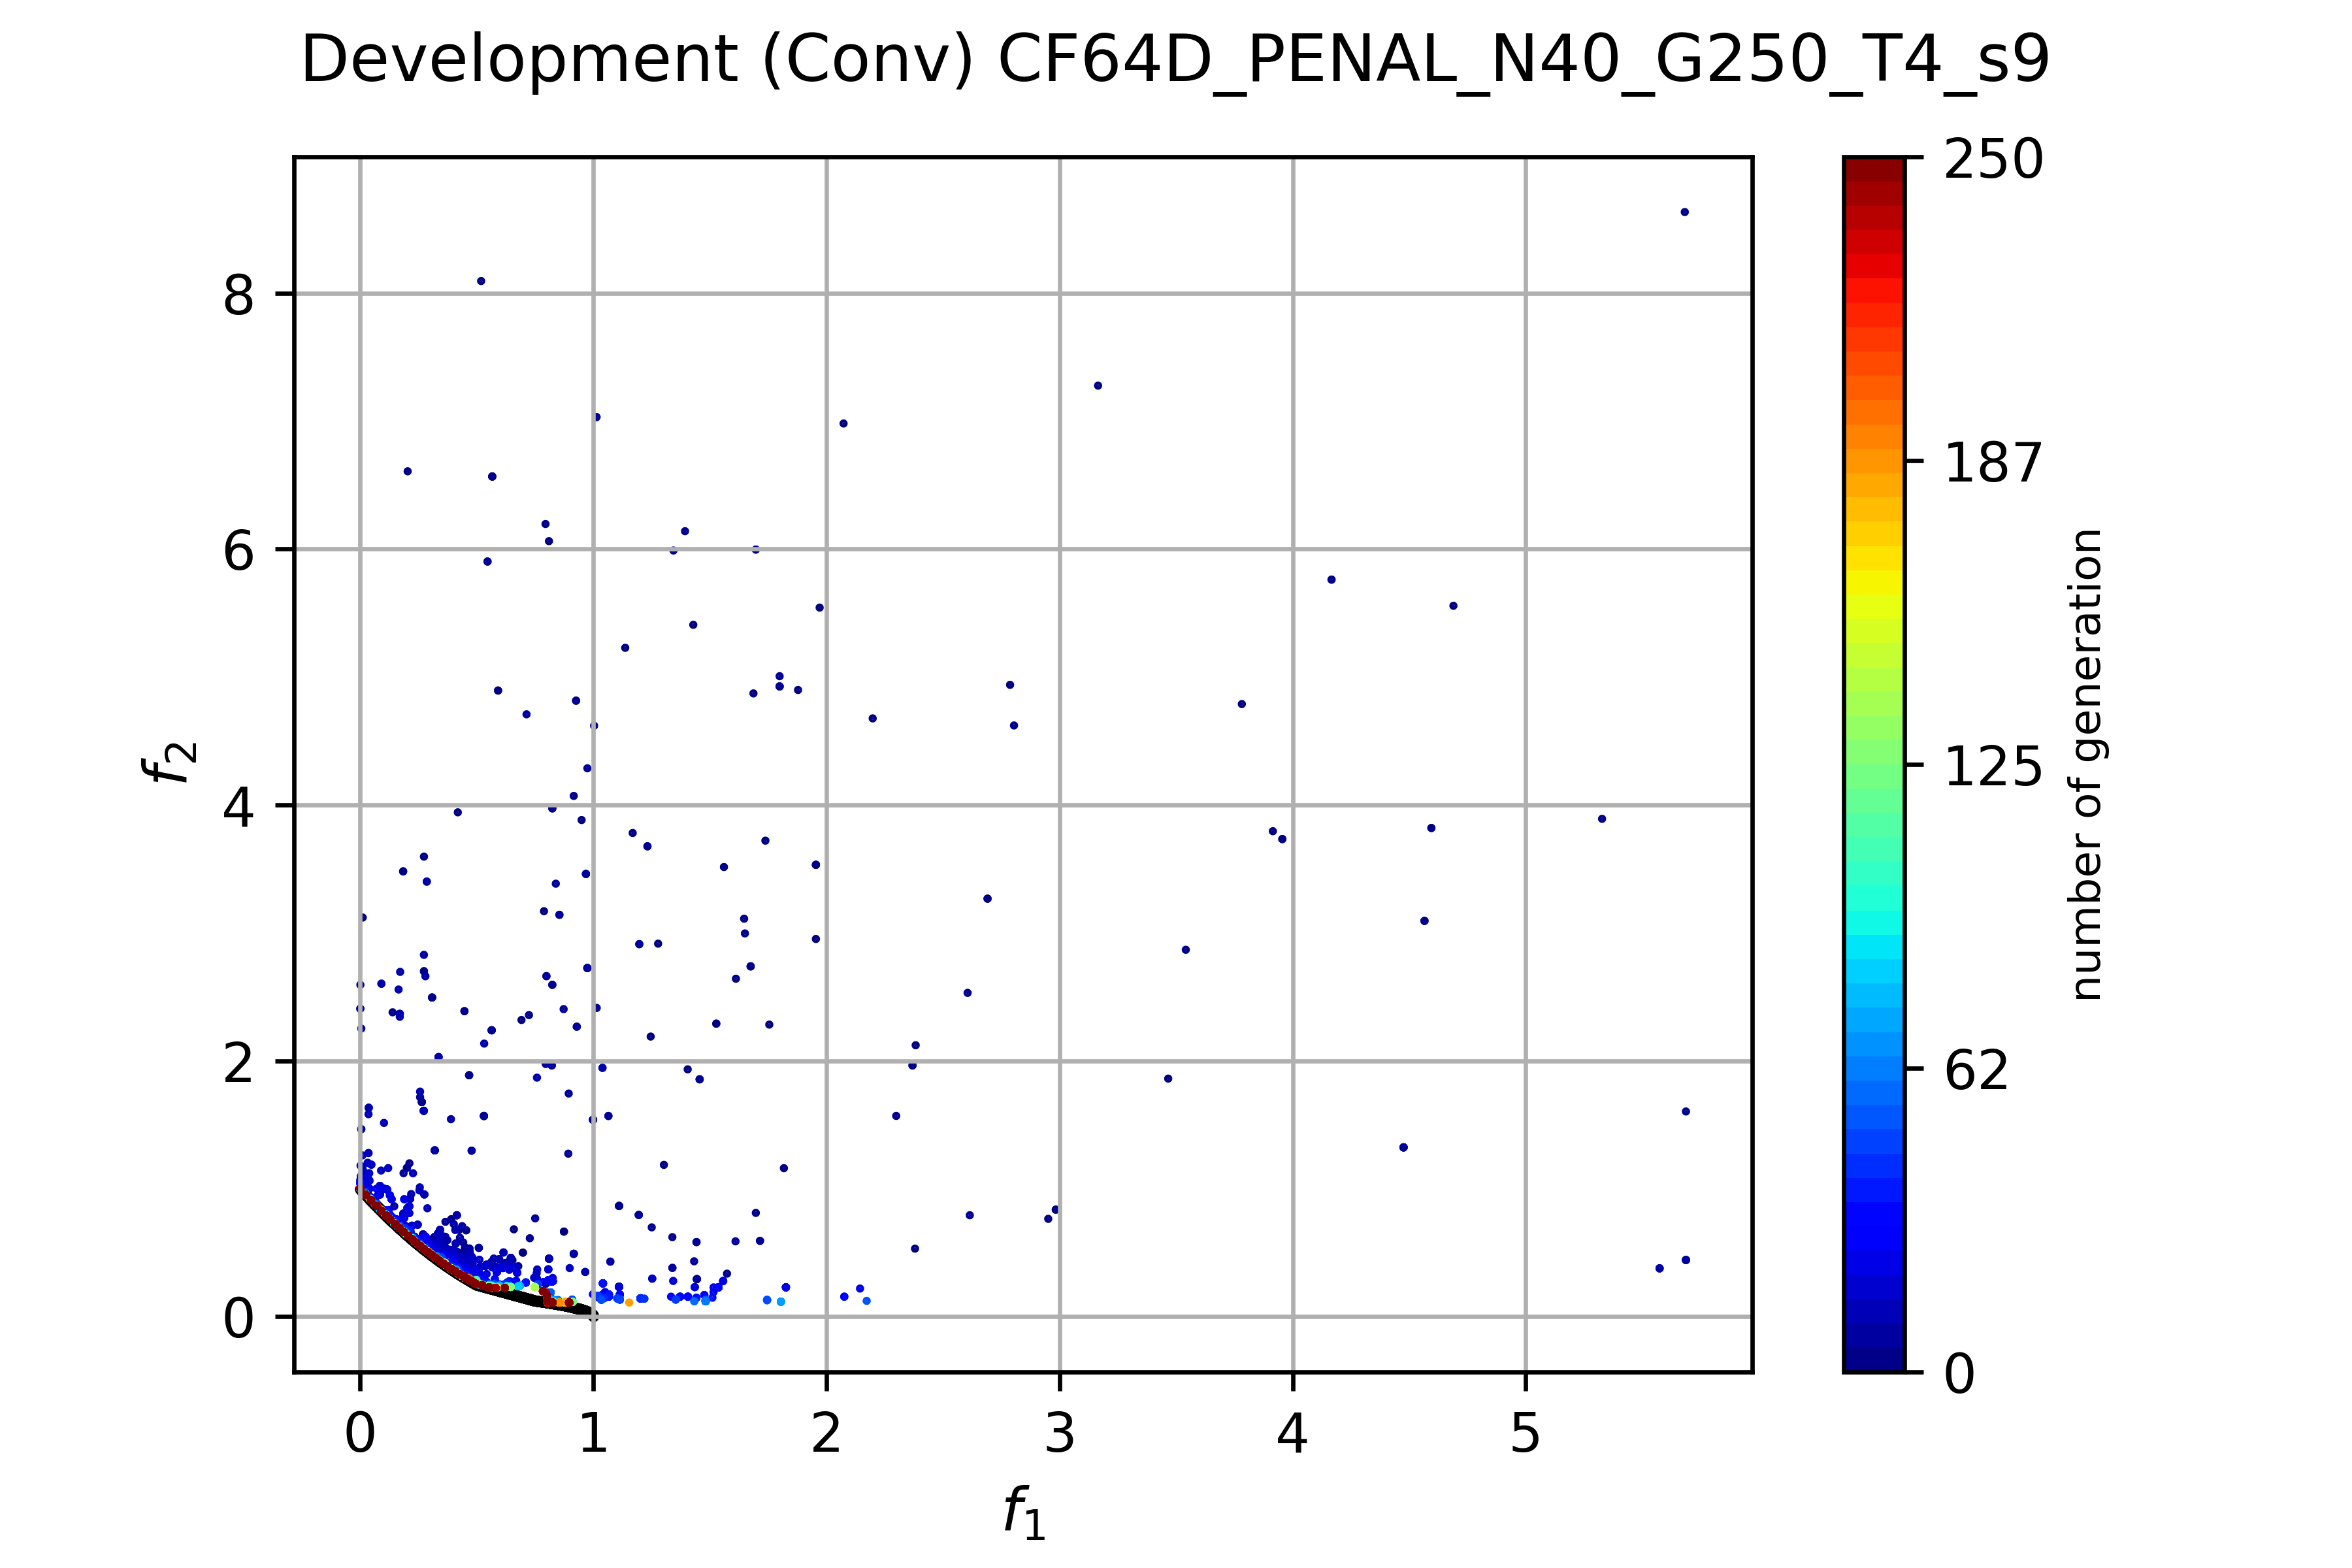 Development (Conv) CF64D_PENAL_N40_G250_T4_s9
250
187
125
62
0
number of generation
8
6
4
2
0
f2
0 1 2 3 4 5
f1